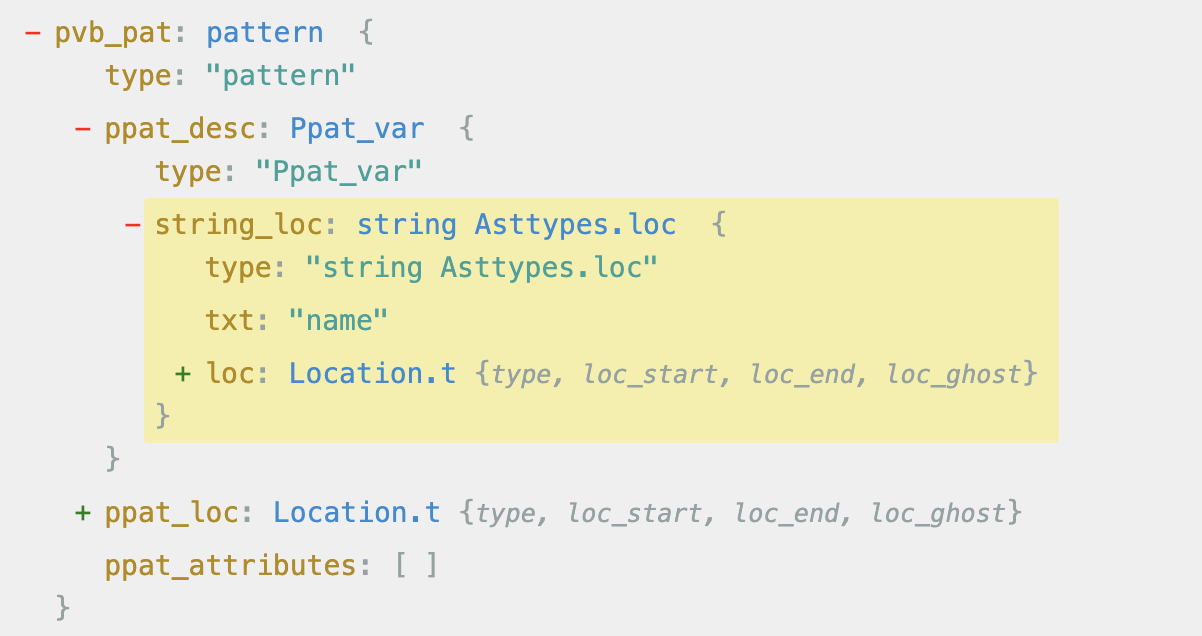 − pvb_pat: pattern {
type: "pattern"
− ppat_desc: Ppat_var {
type: "Ppat_var"
− string_loc: string Asttypes.loc {
type: "string Asttypes.loc"
txt: "name"
+ loc: Location.t {type, loc_start, loc_end, loc_ghost}
}
}
+ ppat_loc: Location.t {type, loc_start, loc_end, loc_ghost}
ppat_attributes: [ ]
}